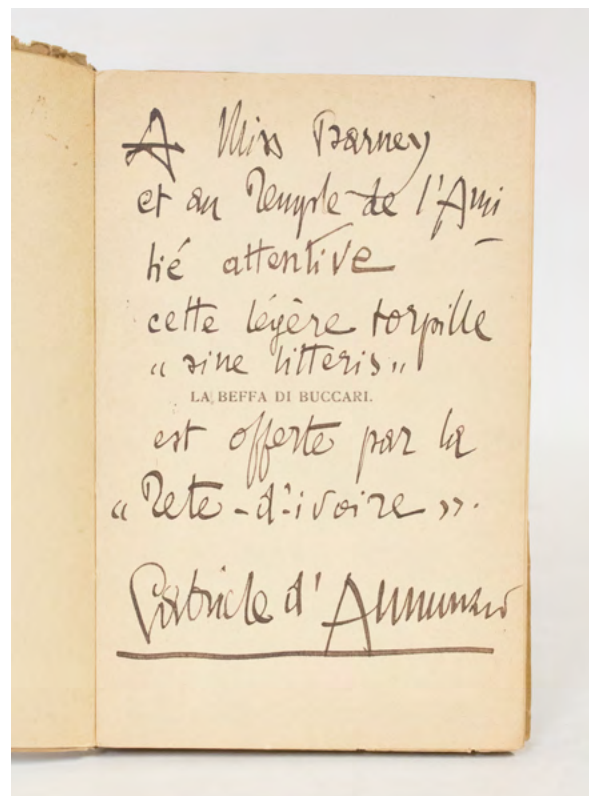 A Miss Barney
et au Temple de l'Ami
tié attentive
cette légère torpille
« sine litteris »
LA BEFFA DI BUCCARI.
est offerte par la
« Tete-d'ivoire ».
Gabriele d'Annunzio